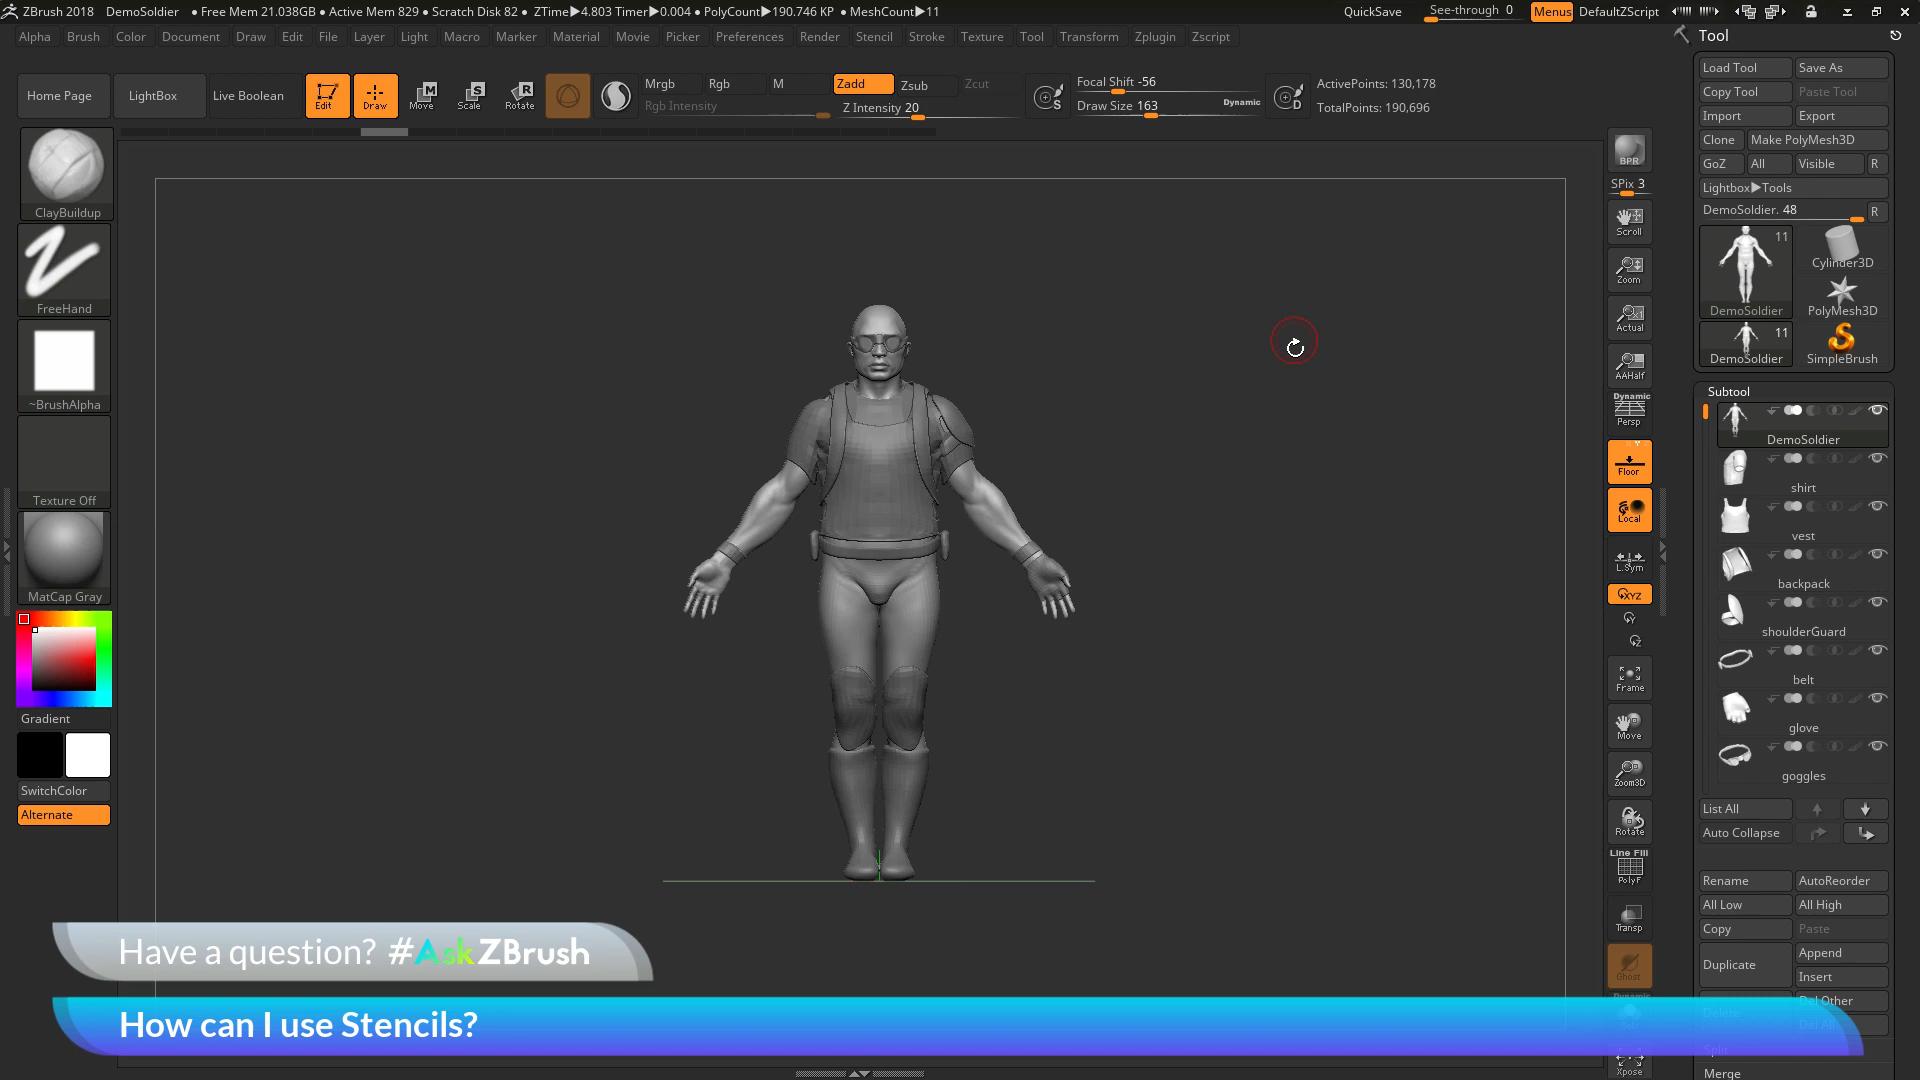 ZBrush 2018 DemoSoldier • Free Mem 21.038GB • Active Mem 829 • Scratch Disk 82 • ZTime▶4.803 Timer▶0.004 • PolyCount▶190.746 KP • MeshCount▶11 QuickSave See-through 0 Menus DefaultZScript
Alpha Brush Color Document Draw Edit File Layer Light Macro Marker Material Movie Picker Preferences Render Stencil Stroke Texture Tool Transform Zplugin Zscript
Home Page LightBox Live Boolean Edit Draw Move Scale Rotate
Mrgb Rgb M Zadd Zsub Zcut
Rgb Intensity Z Intensity 20
S Focal Shift -56
Draw Size 163 Dynamic
D ActivePoints: 130,178
TotalPoints: 190,696
ClayBuildup
FreeHand
~BrushAlpha
Texture Off
MatCap Gray
Gradient
SwitchColor
Alternate
BPR
SPix 3
Scroll
Zoom
Actual
AAHalf
Dynamic
Persp
Floor
Local
L.Sym
XYZ
Y
Z
Frame
Move
Zoom3D
Rotate
Line Fill
PolyF
Transp
Ghost
Dynamic
Xpose
Tool
Load Tool Save As
Copy Tool Paste Tool
Import Export
Clone Make PolyMesh3D
GoZ All Visible R
Lightbox▶Tools
DemoSoldier. 48 R
11
DemoSoldier
Cylinder3D
PolyMesh3D
11
DemoSoldier
SimpleBrush
Subtool
DemoSoldier
shirt
vest
backpack
shoulderGuard
belt
glove
goggles
List All
Auto Collapse
Rename AutoReorder
All Low All High
Copy Paste
Duplicate Append
Insert
Delete Del Other
Del All
Split
Merge
Have a question? #AskZBrush
How can I use Stencils?